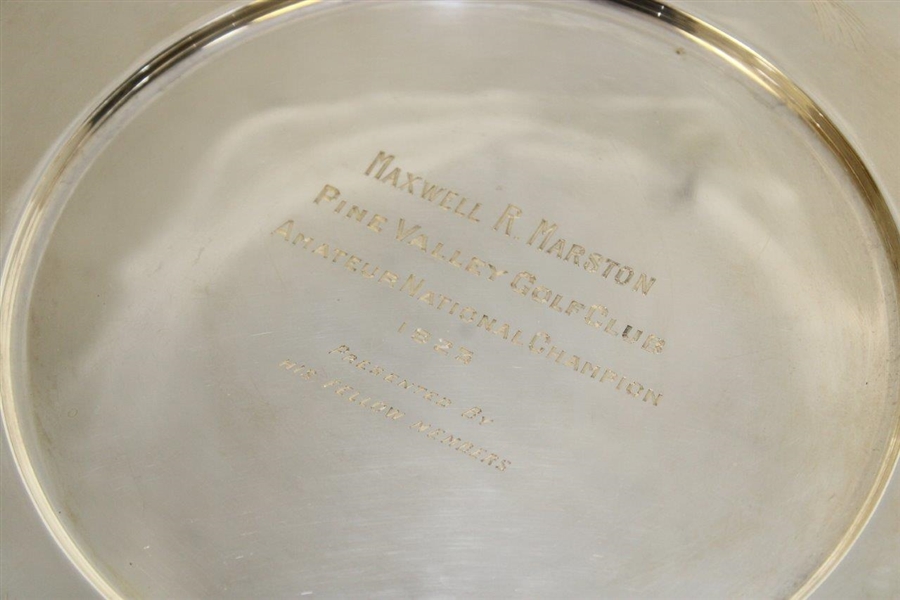 MAXWELL R. MARSTON
PINE VALLEY GOLF CLUB
AMATEUR NATIONAL CHAMPION
1923
PRESENTED BY
HIS FELLOW MEMBERS